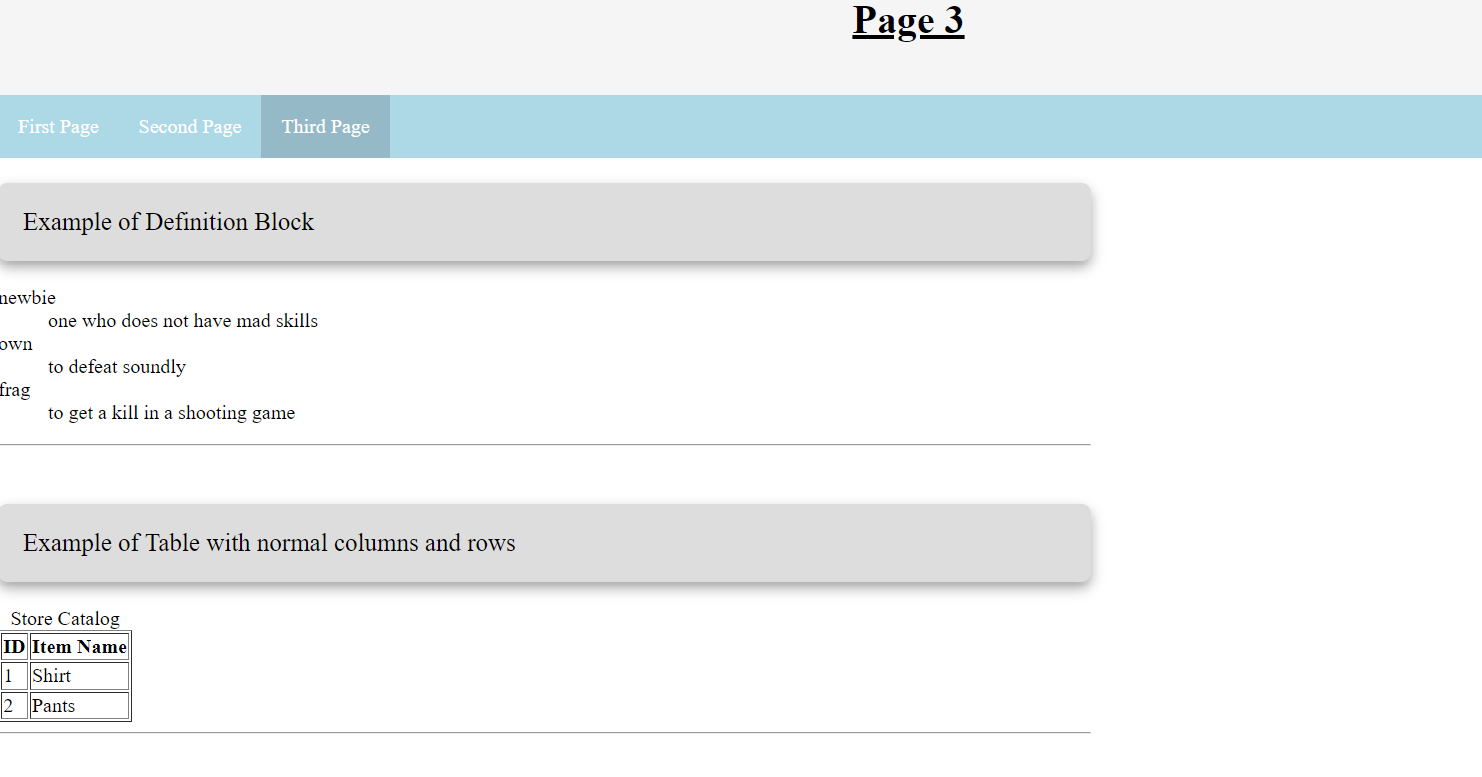 Page 3
First Page Second Page Third Page
Example of Definition Block
newbie
one who does not have mad skills
own
to defeat soundly
frag
to get a kill in a shooting game
Example of Table with normal columns and rows
Store Catalog
ID Item Name
1 Shirt
2 Pants